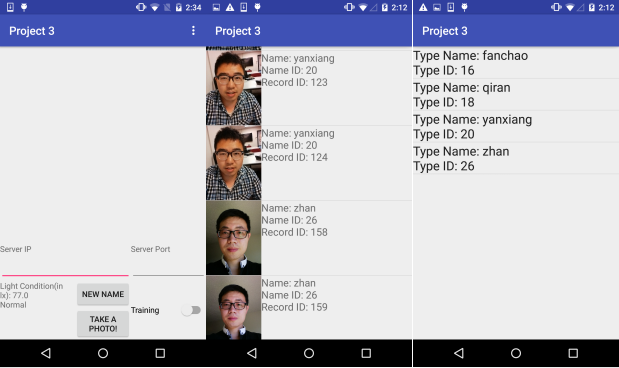 2:34
Project 3
Server IP
Server Port
Light Condition(in
lx): 77.0
Normal
NEW NAME
TAKE A
PHOTO!
Training
2:12
Project 3
Name: yanxiang
Name ID: 20
Record ID: 123
Name: yanxiang
Name ID: 20
Record ID: 124
Name: zhan
Name ID: 26
Record ID: 158
Name: zhan
Name ID: 26
Record ID: 159
2:12
Project 3
Type Name: fanchao
Type ID: 16
Type Name: qiran
Type ID: 18
Type Name: yanxiang
Type ID: 20
Type Name: zhan
Type ID: 26